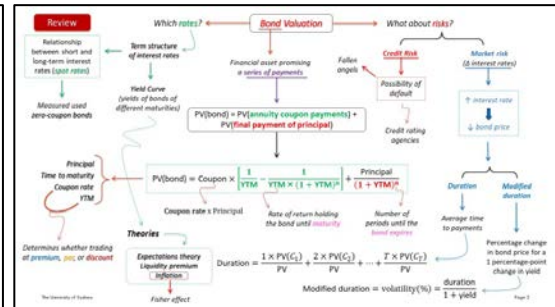 Review
Which rates?
Bond Valuation
What about risks?
Relationship
between short and
long-term interest
rates (spot rates)
Term structure
of interest rates
Financial asset promising
a series of payments
Fallen
angels
Credit Risk
Market risk
(Δ interest rates)
Measured used
zero-coupon bonds
Yield Curve
(yields of bonds of
different maturities)
Possibility of
default
↑ interest rate
↓ bond price
PV(bond) = PV(annuity coupon payments) +
PV(final payment of principal)
Credit rating
agencies
Principal
Time to maturity
Coupon rate
YTM
PV(bond) = Coupon × [1/YTM − 1/(YTM × (1 + YTM)ⁿ)] + Principal/(1 + YTM)ⁿ
Coupon rate x Principal
Rate of return holding
the bond until maturity
Number of
periods until the
bond expires
Duration
Modified
duration
Average time
to payments
Determines whether trading
at premium, par, or discount
Theories
Expectations theory
Liquidity premium
Inflation
Fisher effect
Duration = 1 × PV(C₁)/PV + 2 × PV(C₂)/PV + ⋯ + T × PV(C_T)/PV
Percentage change
in bond price for a
1 percentage-point
change in yield
Modified duration = volatility(%) = duration/(1 + yield)
The University of Sydney
Page 2